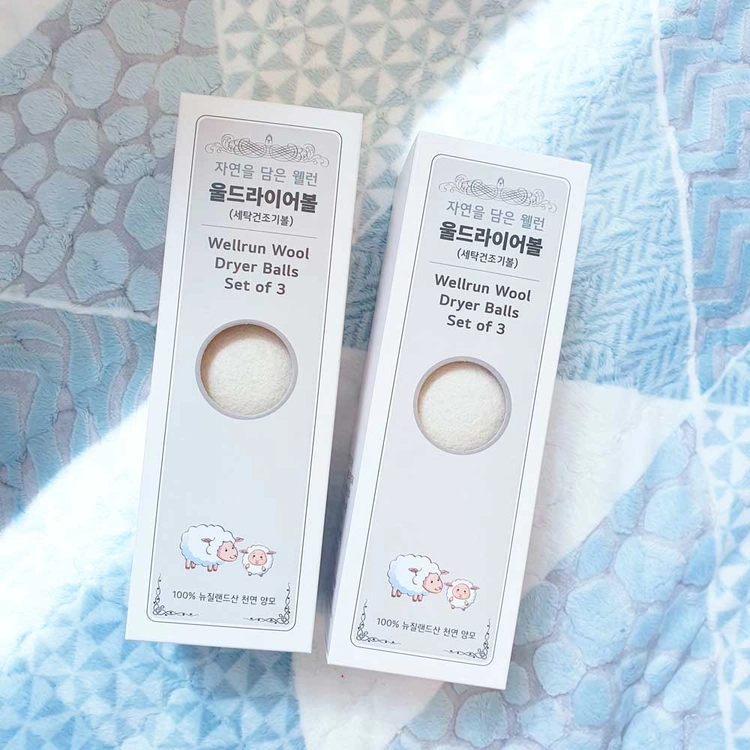 자연을 담은 웰런
울드라이어볼
(세탁건조기볼)
Wellrun Wool
Dryer Balls
Set of 3
100% 뉴질랜드산 천연 양모
자연을 담은 웰런
울드라이어볼
(세탁건조기볼)
Wellrun Wool
Dryer Balls
Set of 3
100% 뉴질랜드산 천연 양모